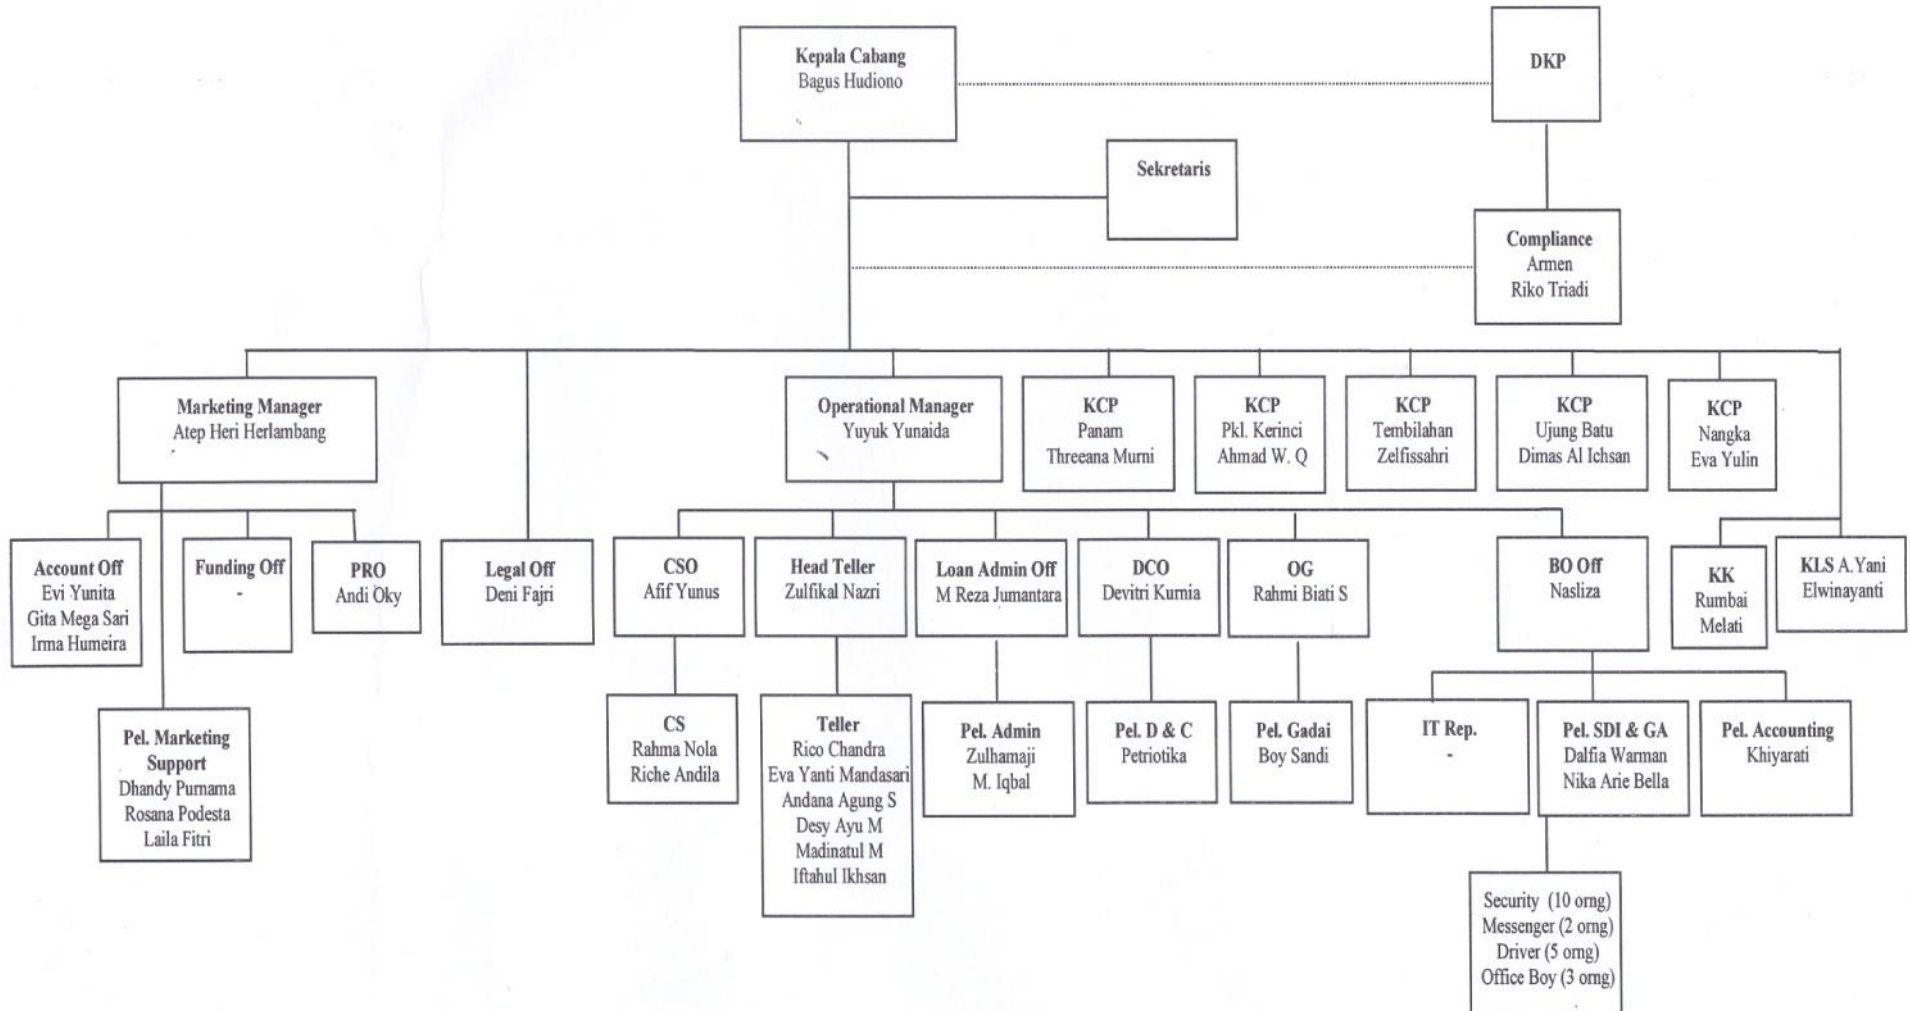 Kepala Cabang
Bagus Hudiono
DKP
Sekretaris
Compliance
Armen
Riko Triadi
Marketing Manager
Atep Heri Herlambang
Operational Manager
Yuyuk Yunaida
KCP
Panam
Threeana Murni
KCP
Pkl. Kerinci
Ahmad W. Q
KCP
Tembilahan
Zelfissahri
KCP
Ujung Batu
Dimas Al Ichsan
KCP
Nangka
Eva Yulin
Account Off
Evi Yunita
Gita Mega Sari
Irma Humeira
Funding Off
-
PRO
Andi Oky
Legal Off
Deni Fajri
CSO
Afif Yunus
Head Teller
Zulfikal Nazri
Loan Admin Off
M Reza Jumantara
DCO
Devitri Kurnia
OG
Rahmi Biati S
BO Off
Nasliza
KK
Rumbai
Melati
KLS A.Yani
Elwinayanti
Pel. Marketing
Support
Dhandy Purnama
Rosana Podesta
Laila Fitri
CS
Rahma Nola
Riche Andila
Teller
Rico Chandra
Eva Yanti Mandasari
Andana Agung S
Desy Ayu M
Madinatul M
Iftahul Ikhsan
Pel. Admin
Zulhamaji
M. Iqbal
Pel. D & C
Petriotika
Pel. Gadai
Boy Sandi
IT Rep.
-
Pel. SDI & GA
Dalfia Warman
Nika Arie Bella
Pel. Accounting
Khiyarati
Security (10 orng)
Messenger (2 orng)
Driver (5 orng)
Office Boy (3 orng)